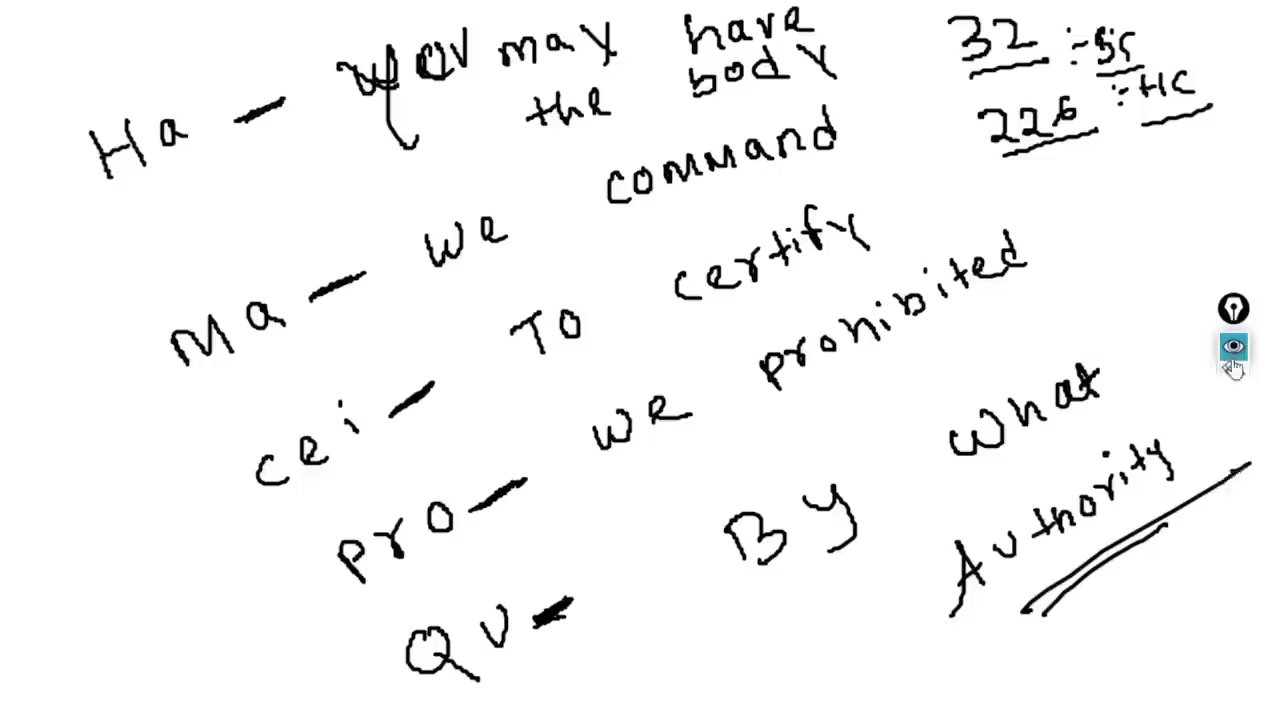 Ha - you may have
the body
32 :- SC
226 :- HC
Ma - we command
cei - To certify
pro - we prohibited
Qu - By what
Authority